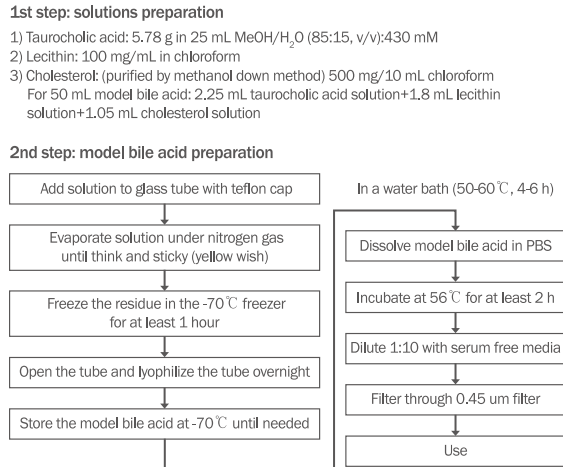 1st step: solutions preparation
1) Taurocholic acid: 5.78 g in 25 mL MeOH/H₂O (85:15, v/v):430 mM
2) Lecithin: 100 mg/mL in chloroform
3) Cholesterol: (purified by methanol down method) 500 mg/10 mL chloroform
For 50 mL model bile acid: 2.25 mL taurocholic acid solution+1.8 mL lecithin
solution+1.05 mL cholesterol solution
2nd step: model bile acid preparation
Add solution to glass tube with teflon cap
Evaporate solution under nitrogen gas
until think and sticky (yellow wish)
Freeze the residue in the -70℃ freezer
for at least 1 hour
Open the tube and lyophilize the tube overnight
Store the model bile acid at -70℃ until needed
In a water bath (50-60℃, 4-6 h)
Dissolve model bile acid in PBS
Incubate at 56℃ for at least 2 h
Dilute 1:10 with serum free media
Filter through 0.45 um filter
Use